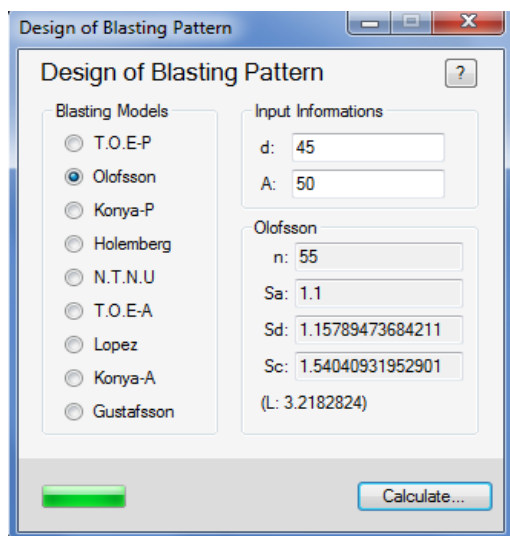 Design of Blasting Pattern
Design of Blasting Pattern
?
Blasting Models
T.O.E-P
Olofsson
Konya-P
Holemberg
N.T.N.U
T.O.E-A
Lopez
Konya-A
Gustafsson
Input Informations
d: 45
A: 50
Olofsson
n: 55
Sa: 1.1
Sd: 1.15789473684211
Sc: 1.54040931952901
(L: 3.2182824)
Calculate...